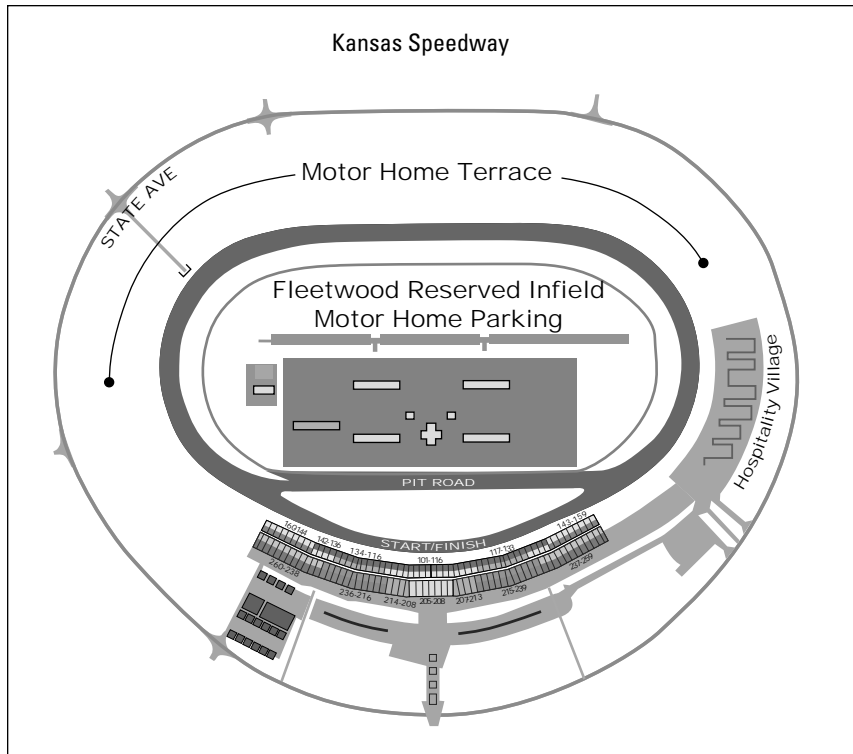 Kansas Speedway
STATE AVE
Motor Home Terrace
Fleetwood Reserved Infield
Motor Home Parking
Hospitality Village
PIT ROAD
START/FINISH
160-144
142-136
134-116
101-116
117-133
143-159
260-238
236-216
214-208
205-208
207-213
215-239
237-259